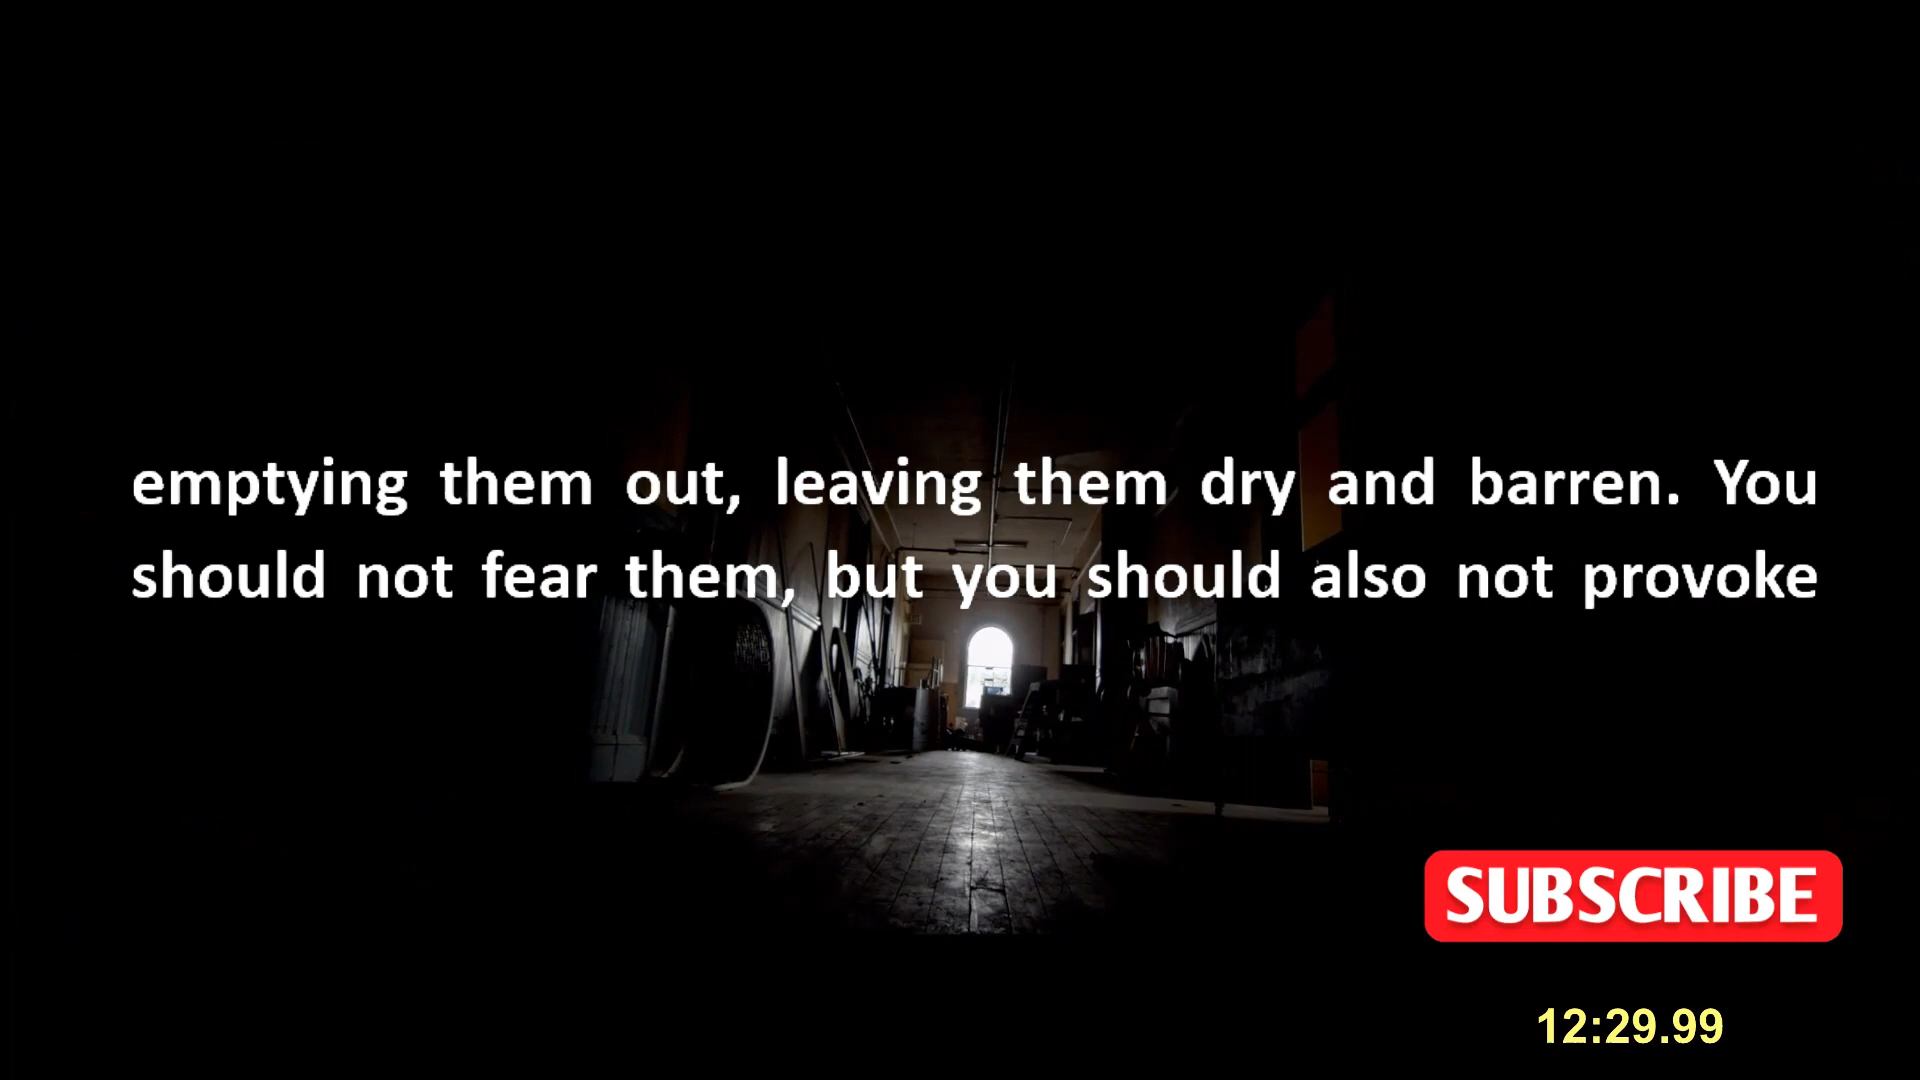 emptying them out, leaving them dry and barren. You
should not fear them, but you should also not provoke
SUBSCRIBE
12:29.99